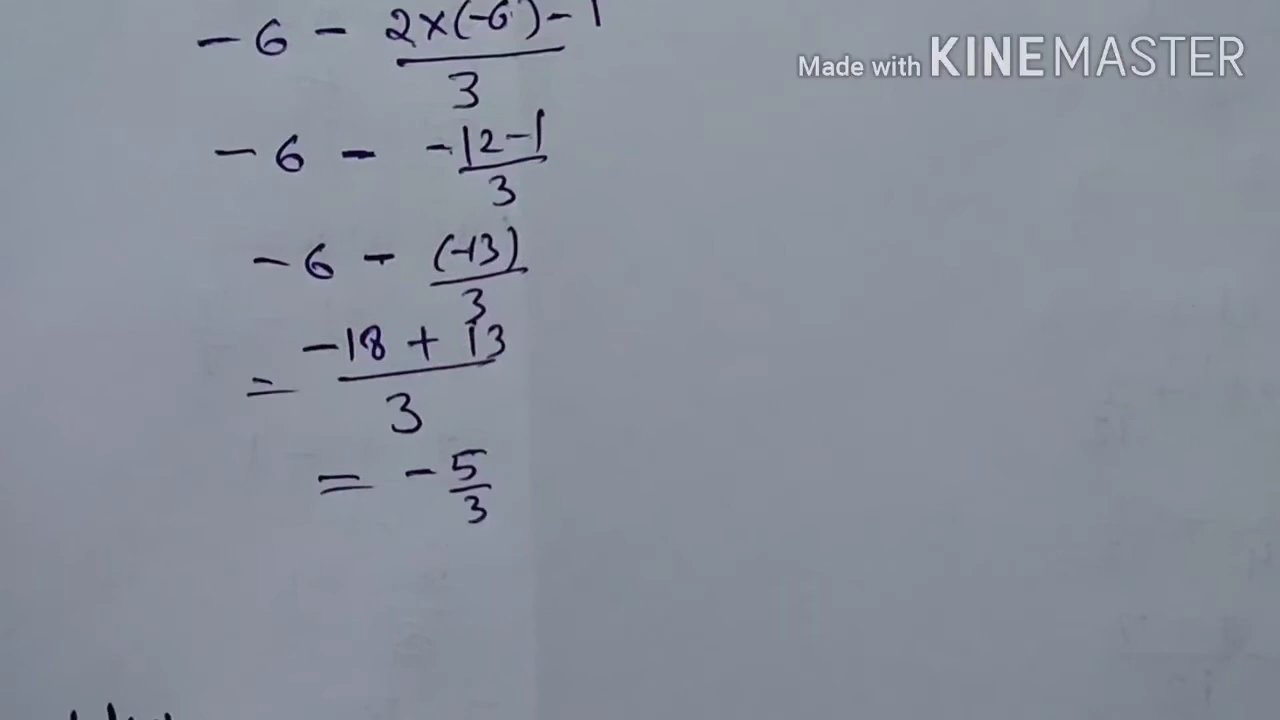 - 6 - 2×(-6)-1
3
Made with KINEMASTER
- 6 - -12-1
3
- 6 - (-13)
3
= -18 + 13
3
= - 5
3